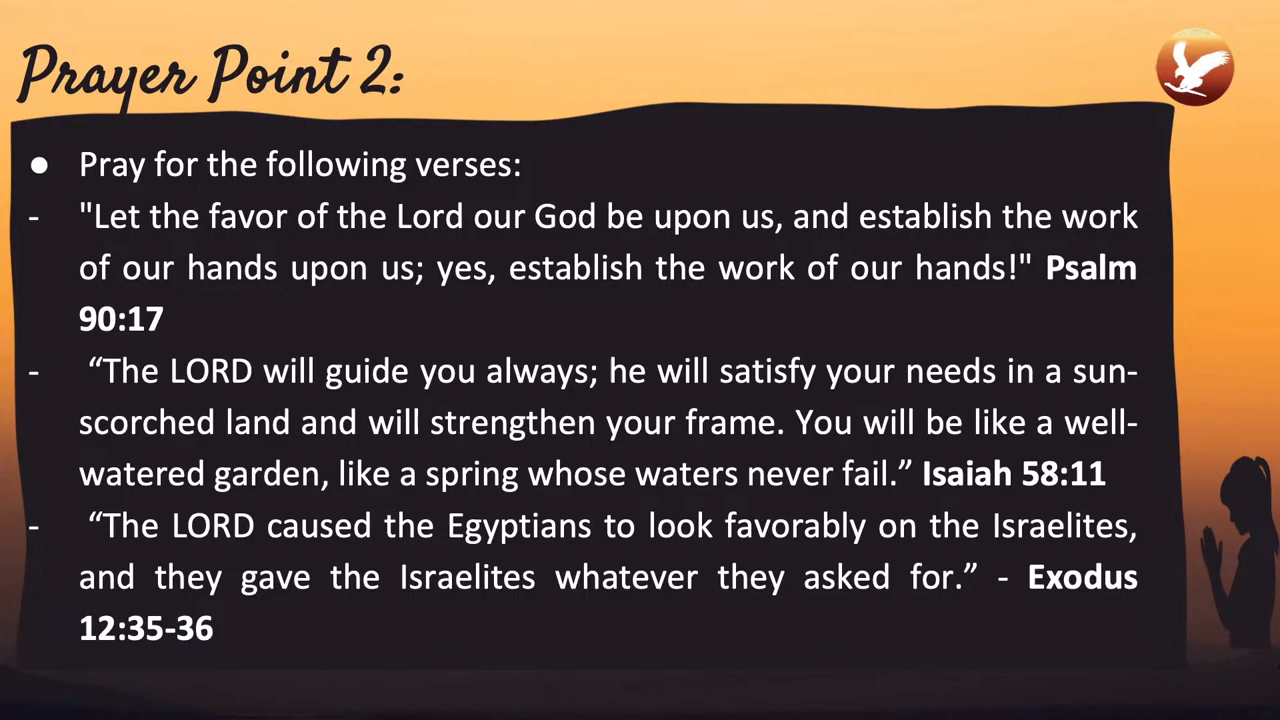 Prayer Point 2:
● Pray for the following verses:
- "Let the favor of the Lord our God be upon us, and establish the work
of our hands upon us; yes, establish the work of our hands!" Psalm
90:17
- “The LORD will guide you always; he will satisfy your needs in a sun-
scorched land and will strengthen your frame. You will be like a well-
watered garden, like a spring whose waters never fail.” Isaiah 58:11
- “The LORD caused the Egyptians to look favorably on the Israelites,
and they gave the Israelites whatever they asked for.” - Exodus
12:35-36